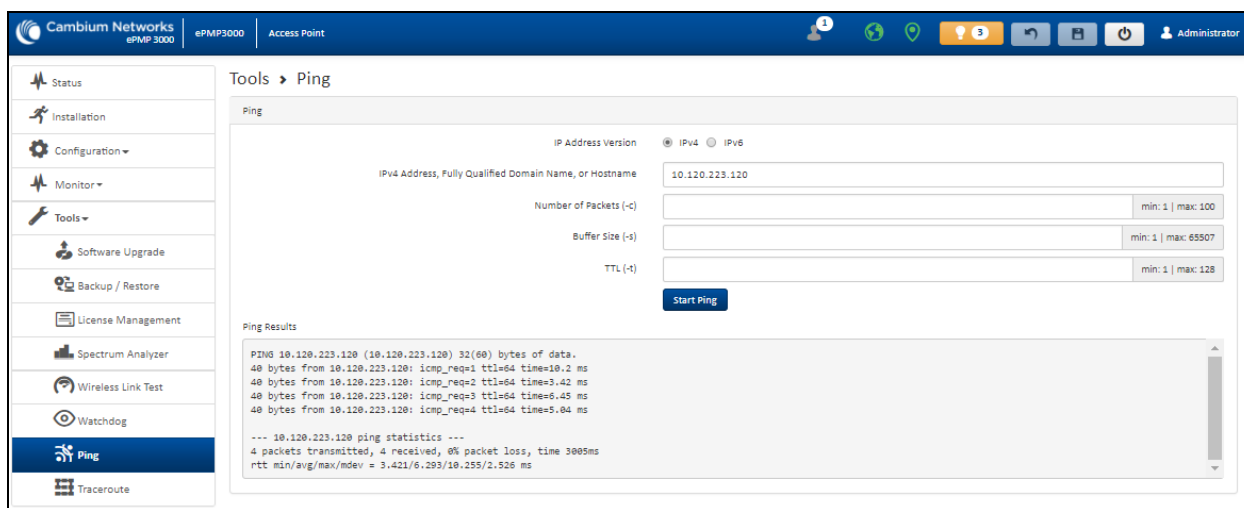 Cambium Networks
ePMP 3000
ePMP3000
Access Point
1
3
Administrator
Status
Installation
Configuration
Monitor
Tools
Software Upgrade
Backup / Restore
License Management
Spectrum Analyzer
Wireless Link Test
Watchdog
Ping
Traceroute
Tools > Ping
Ping
IP Address Version IPv4 IPv6
IPv4 Address, Fully Qualified Domain Name, or Hostname 10.120.223.120
Number of Packets (-c) min: 1 | max: 100
Buffer Size (-s) min: 1 | max: 65507
TTL (-t) min: 1 | max: 128
Start Ping
Ping Results
PING 10.120.223.120 (10.120.223.120) 32(60) bytes of data.
40 bytes from 10.120.223.120: icmp_req=1 ttl=64 time=10.2 ms
40 bytes from 10.120.223.120: icmp_req=2 ttl=64 time=3.42 ms
40 bytes from 10.120.223.120: icmp_req=3 ttl=64 time=6.45 ms
40 bytes from 10.120.223.120: icmp_req=4 ttl=64 time=5.04 ms
--- 10.120.223.120 ping statistics ---
4 packets transmitted, 4 received, 0% packet loss, time 3005ms
rtt min/avg/max/mdev = 3.421/6.293/10.255/2.526 ms